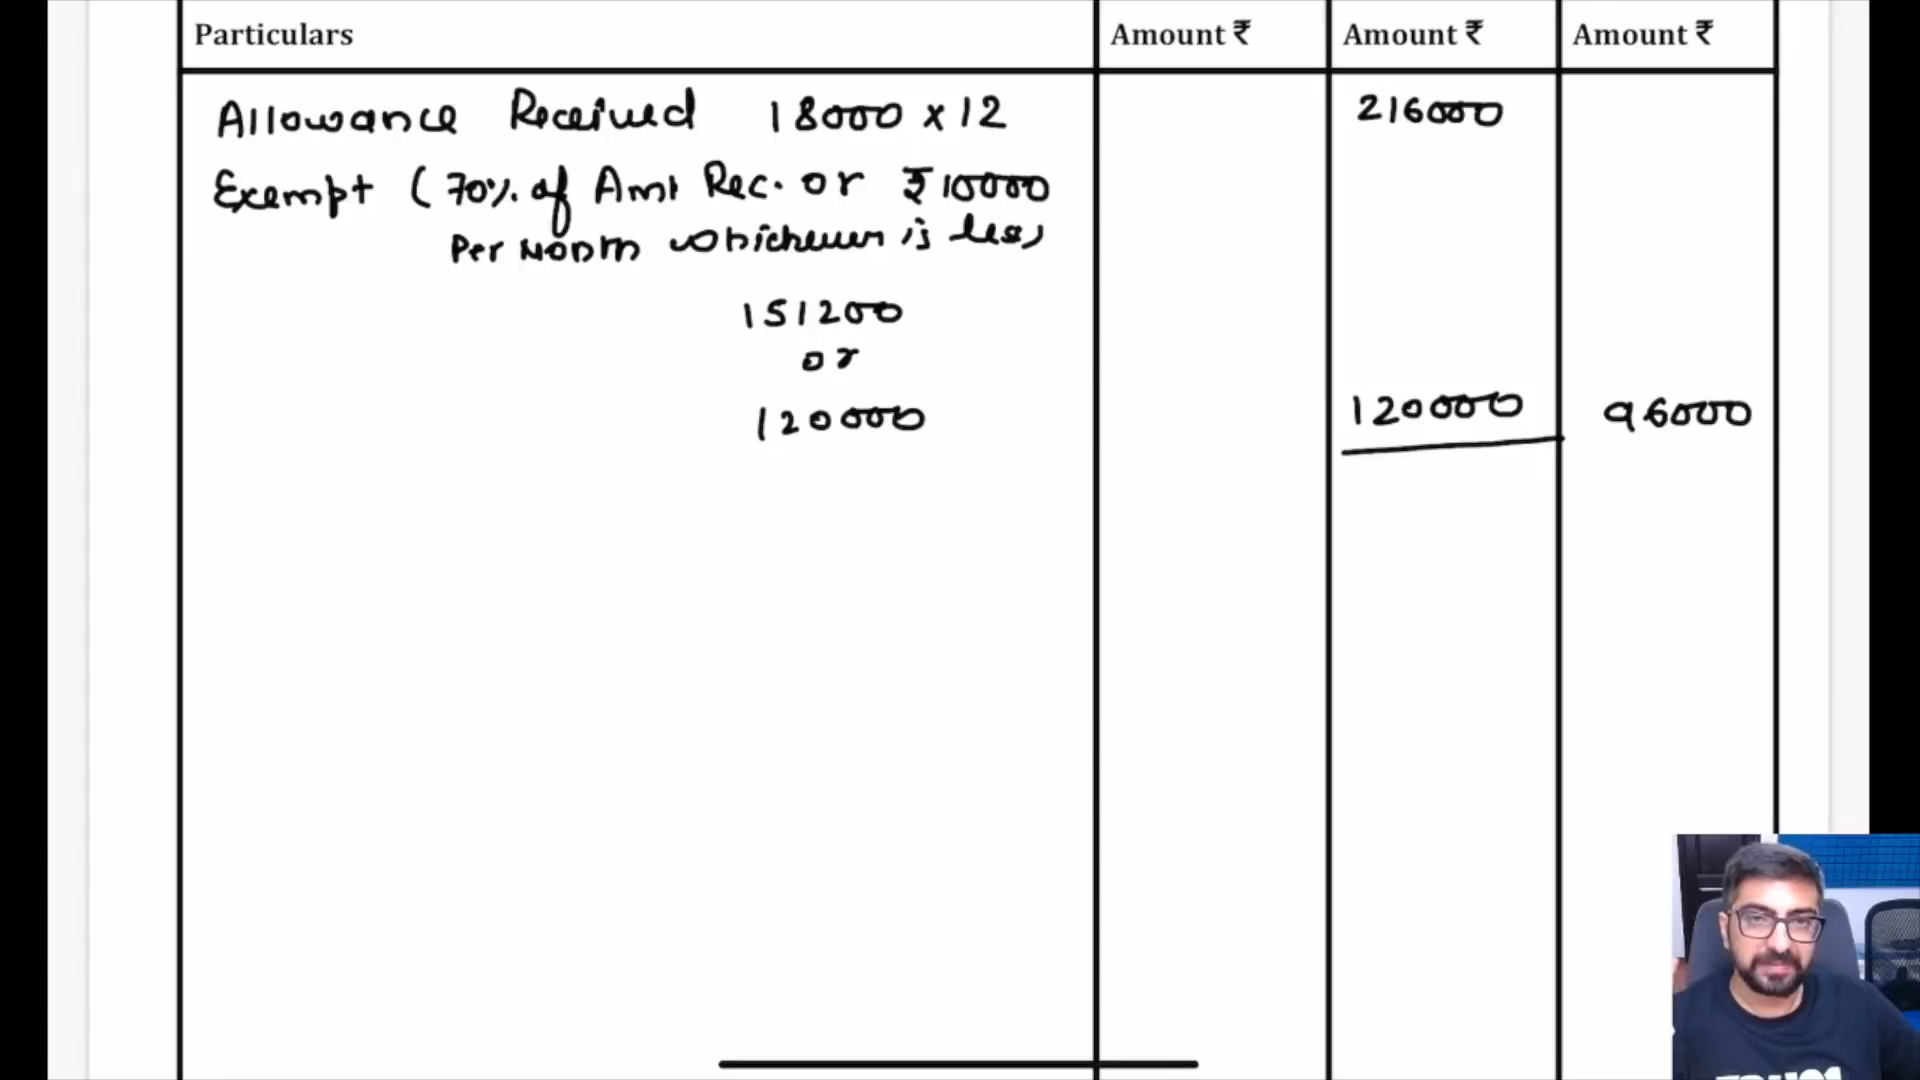 Particulars Amount ₹ Amount ₹ Amount ₹
Allowance Received 18000 x 12 216000
Exempt (70% of Amt Rec. or ₹10000
Per Month whichever is less)
151200
or
120000 120000 96000